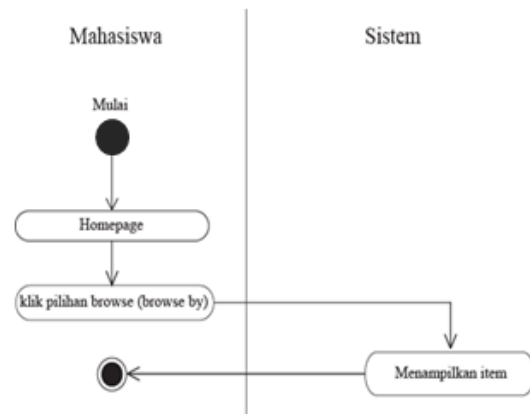 Mahasiswa
Sistem
Mulai
Homepage
klik pilihan browse (browse by)
Menampilkan item